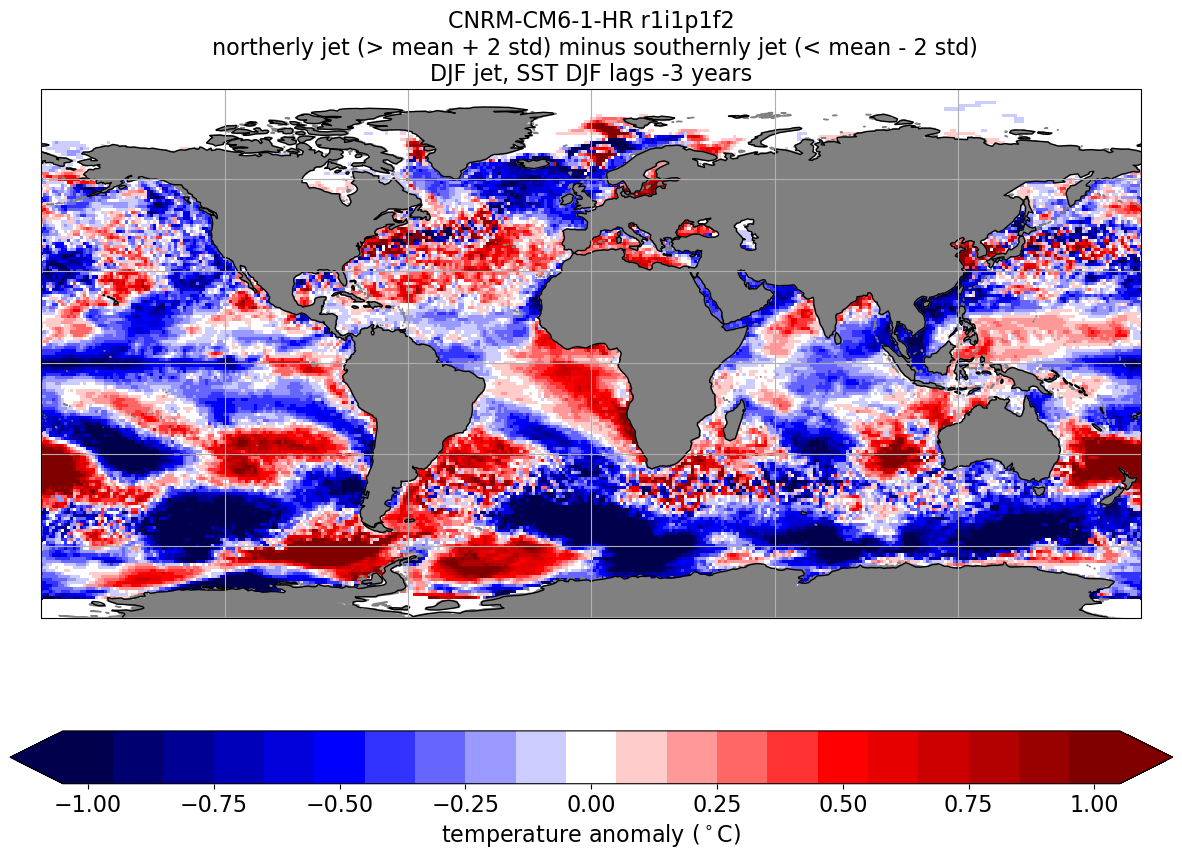 CNRM-CM6-1-HR r1i1p1f2
northerly jet (> mean + 2 std) minus southernly jet (< mean - 2 std)
DJF jet, SST DJF lags -3 years
−1.00 −0.75 −0.50 −0.25 0.00 0.25 0.50 0.75 1.00
temperature anomaly (°C)